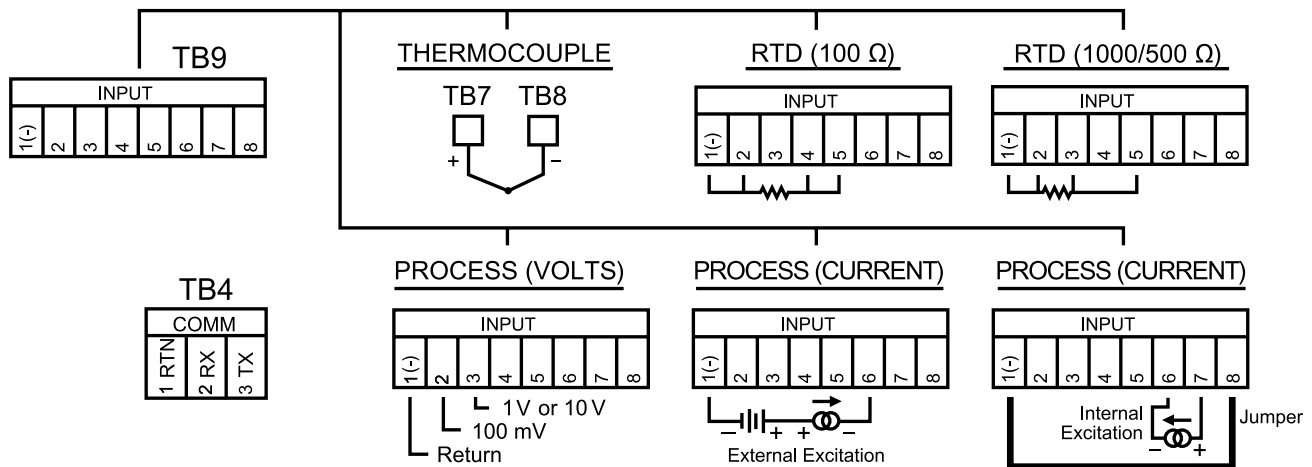 TB9
INPUT
1(-) 2 3 4 5 6 7 8
THERMOCOUPLE
TB7 TB8
+ –
RTD (100 Ω)
INPUT
1(-) 2 3 4 5 6 7 8
RTD (1000/500 Ω)
INPUT
1(-) 2 3 4 5 6 7 8
TB4
COMM
1 RTN
2 RX
3 TX
PROCESS (VOLTS)
INPUT
1(-) 2 3 4 5 6 7 8
1V or 10V
100 mV
Return
PROCESS (CURRENT)
INPUT
1(-) 2 3 4 5 6 7 8
– + + –
External Excitation
PROCESS (CURRENT)
INPUT
1(-) 2 3 4 5 6 7 8
Internal
Excitation
– +
Jumper